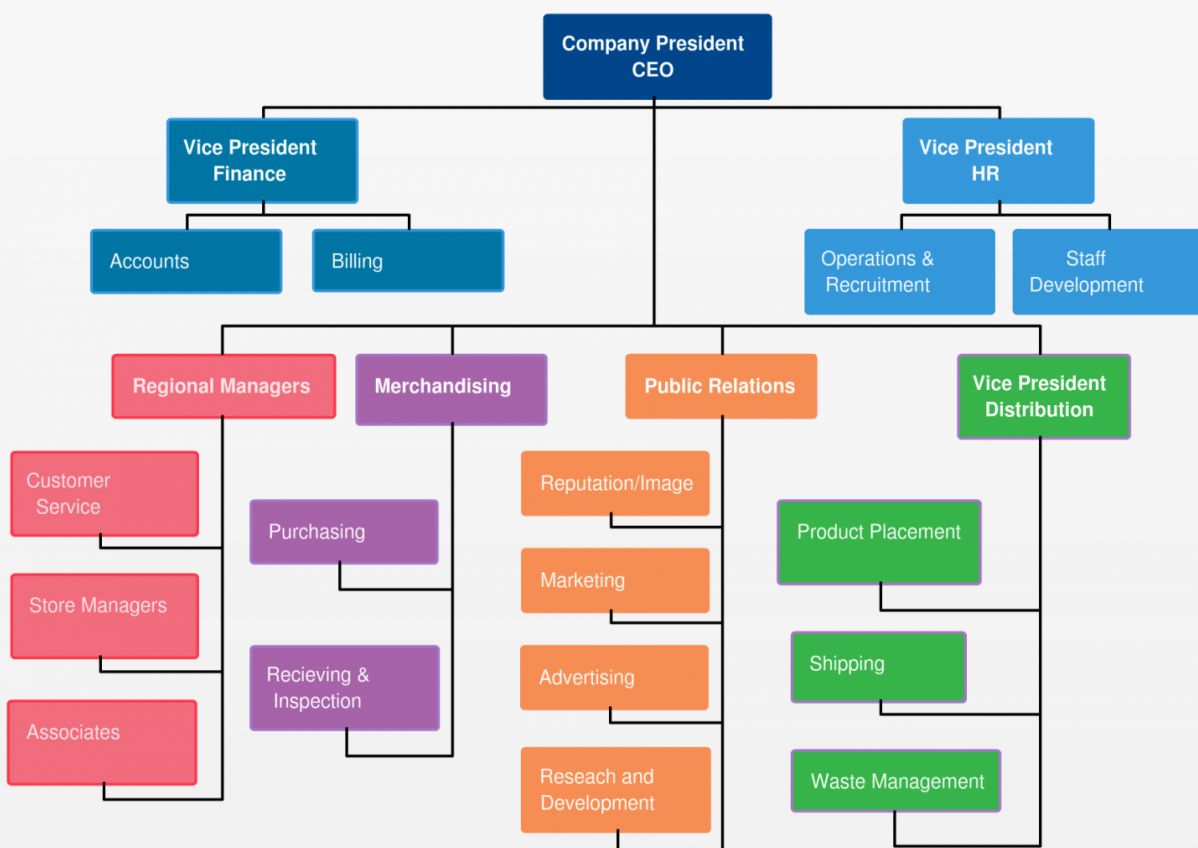 Company President
CEO
Vice President
Finance
Vice President
HR
Accounts
Billing
Operations &
Recruitment
Staff
Development
Regional Managers
Merchandising
Public Relations
Vice President
Distribution
Customer
Service
Store Managers
Associates
Purchasing
Recieving &
Inspection
Reputation/Image
Marketing
Advertising
Reseach and
Development
Product Placement
Shipping
Waste Management